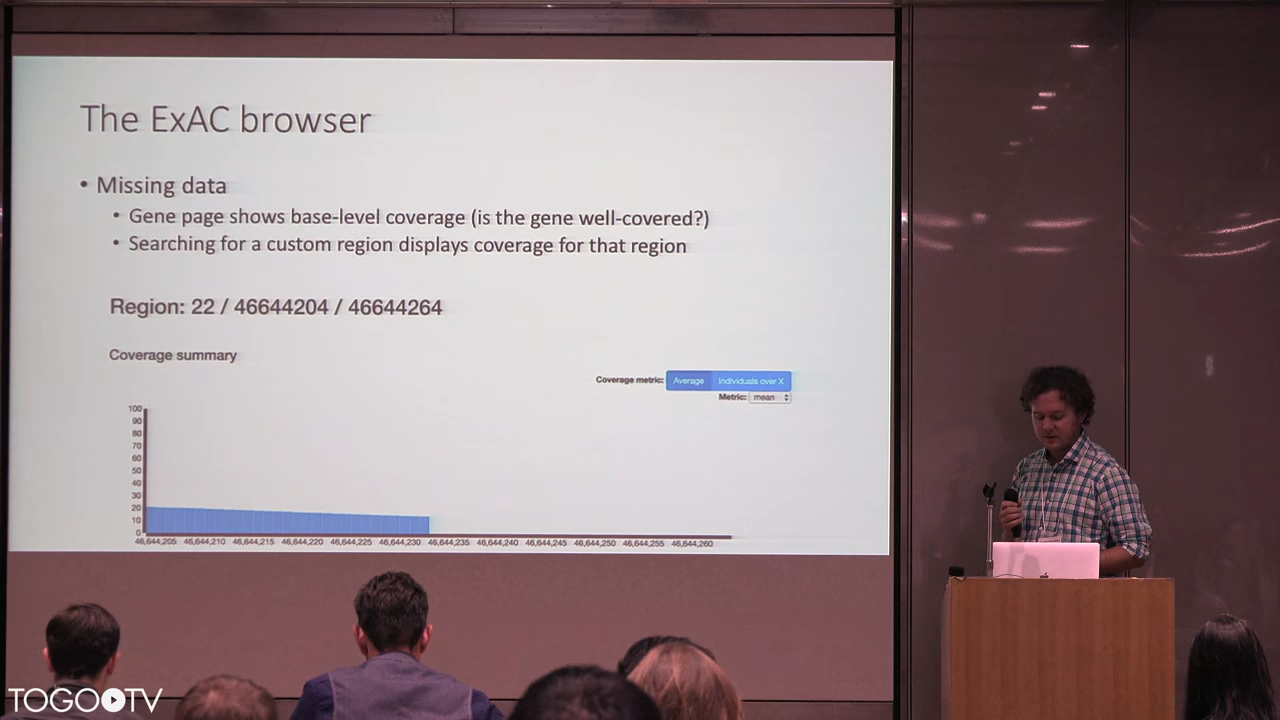 The ExAC browser
• Missing data
• Gene page shows base-level coverage (is the gene well-covered?)
• Searching for a custom region displays coverage for that region
Region: 22 / 46644204 / 46644264
Coverage summary
Coverage metric: Average Individuals over X
Metric: mean
100
90
80
70
60
50
40
30
20
10
0
46,644,205 46,644,210 46,644,215 46,644,220 46,644,225 46,644,230 46,644,235 46,644,240 46,644,245 46,644,250 46,644,255 46,644,260
TOGO TV